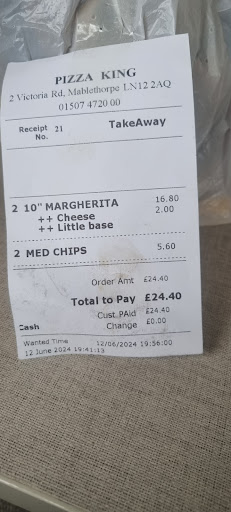 PIZZA KING
2 Victoria Rd, Mablethorpe LN12 2AQ
01507 4720 00
Receipt No. 21 TakeAway
2 10" MARGHERITA 16.80
++ Cheese 2.00
++ Little base
2 MED CHIPS 5.60
Order Amt £24.40
Total to Pay £24.40
Cust PAid £24.40
Cash Change £0.00
Wanted Time 12/06/2024 19:56:00
12 June 2024 19:41:13